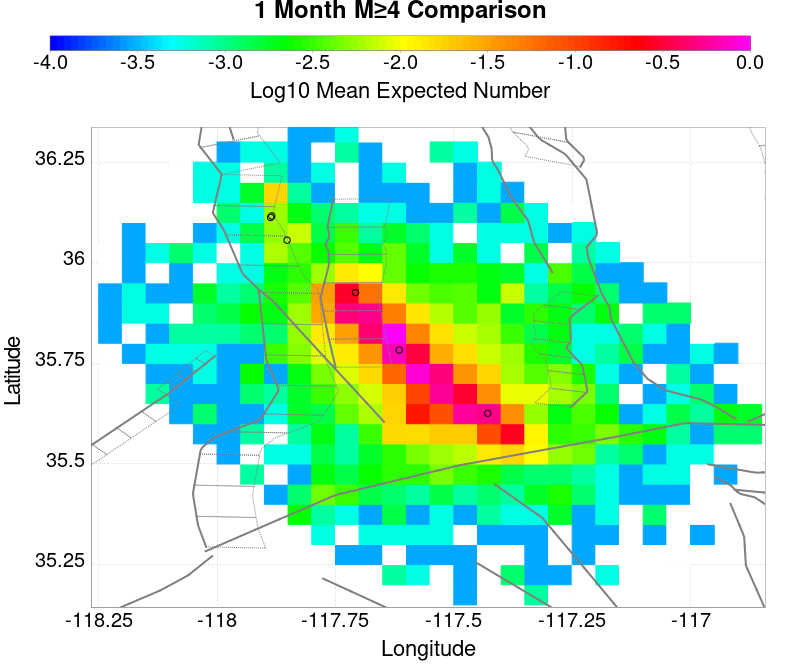 1 Month M≥4 Comparison
-4.0 -3.5 -3.0 -2.5 -2.0 -1.5 -1.0 -0.5 0.0
Log10 Mean Expected Number
36.25
36
35.75
35.5
35.25
Latitude
-118.25 -118 -117.75 -117.5 -117.25 -117
Longitude